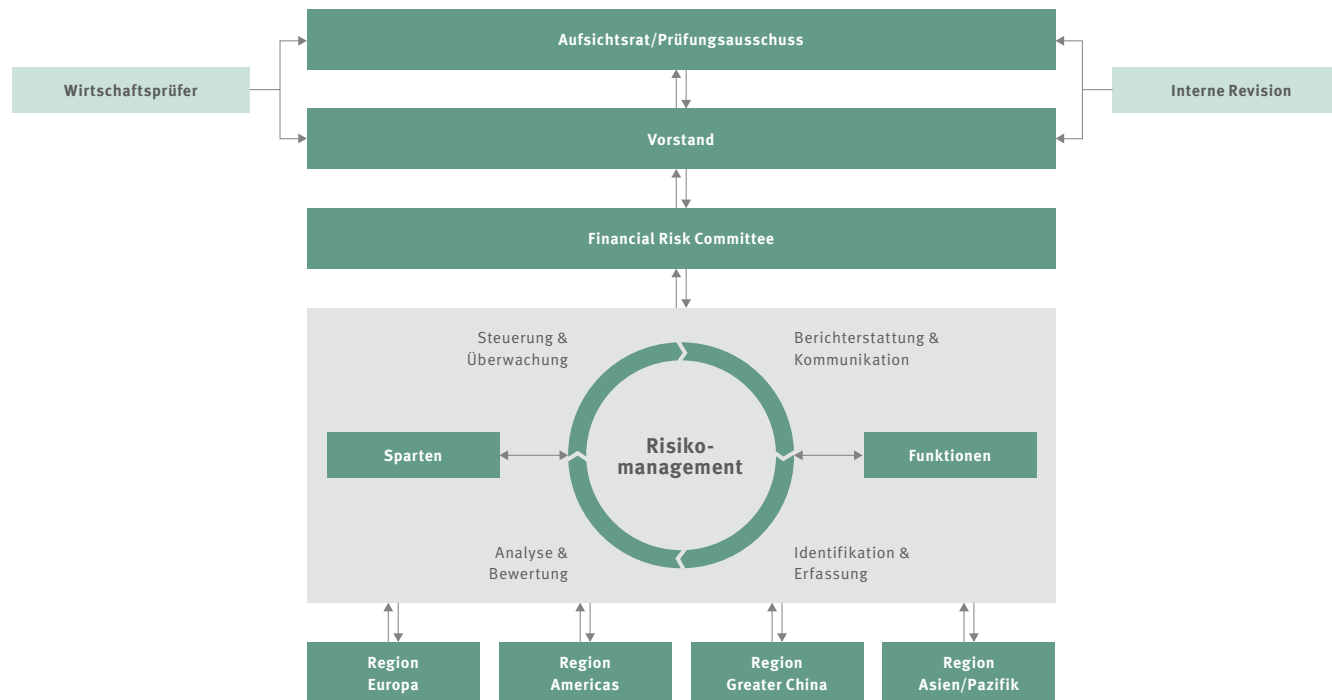 Aufsichtsrat/Prüfungsausschuss
Wirtschaftsprüfer
Interne Revision
Vorstand
Financial Risk Committee
Steuerung &
Überwachung
Berichterstattung &
Kommunikation
Sparten
Risiko-
management
Funktionen
Analyse &
Bewertung
Identifikation &
Erfassung
Region
Europa
Region
Americas
Region
Greater China
Region
Asien/Pazifik